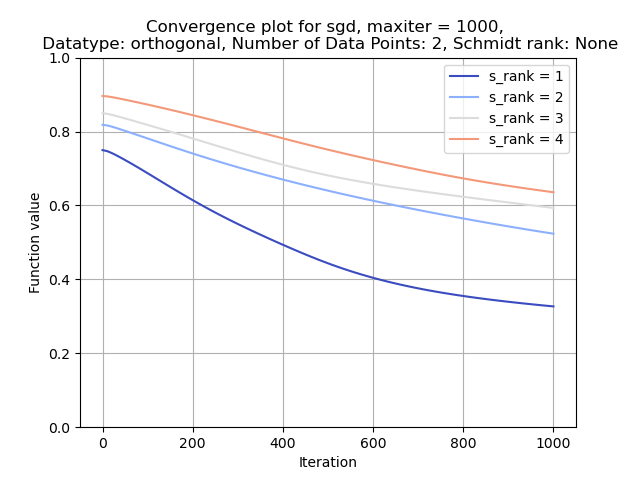 Convergence plot for sgd, maxiter = 1000,
Datatype: orthogonal, Number of Data Points: 2, Schmidt rank: None
1.0
0.8
0.6
0.4
0.2
0.0
Function value
s_rank = 1
s_rank = 2
s_rank = 3
s_rank = 4
0 200 400 600 800 1000
Iteration